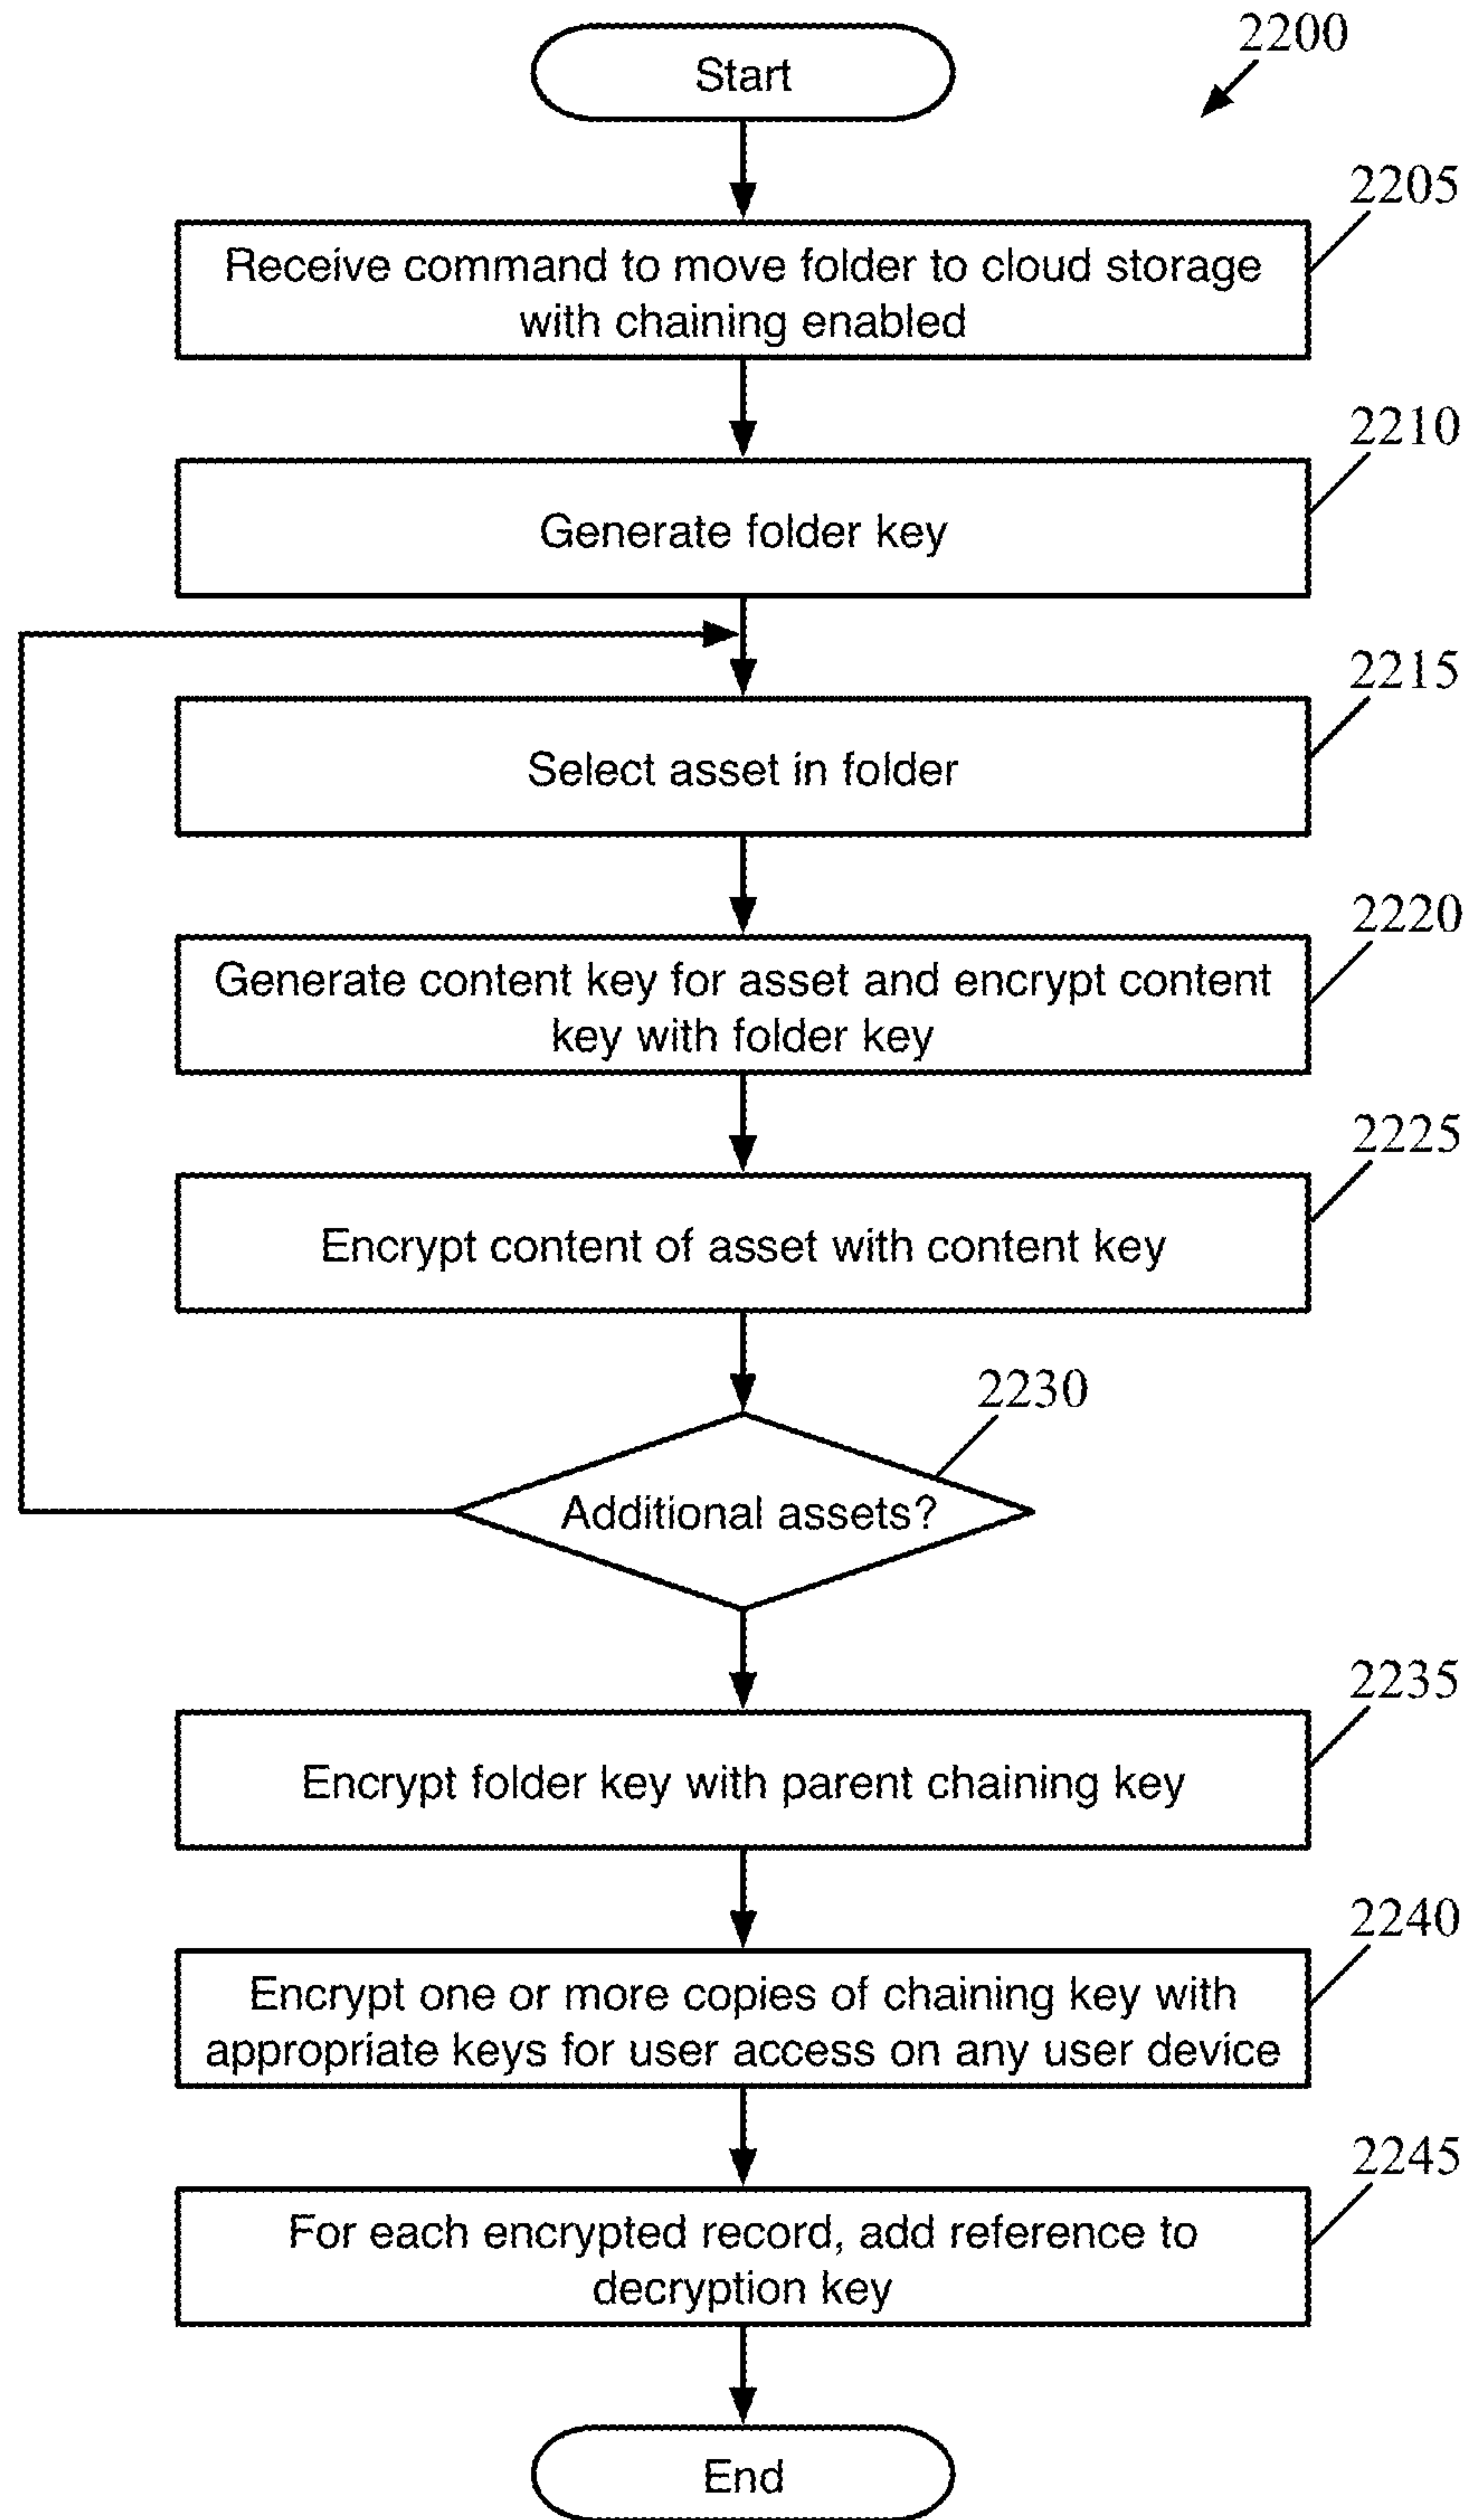 2200
Start
2205
Receive command to move folder to cloud storage
with chaining enabled
2210
Generate folder key
2215
Select asset in folder
2220
Generate content key for asset and encrypt content
key with folder key
2225
Encrypt content of asset with content key
2230
Additional assets?
2235
Encrypt folder key with parent chaining key
2240
Encrypt one or more copies of chaining key with
appropriate keys for user access on any user device
2245
For each encrypted record, add reference to
decryption key
End